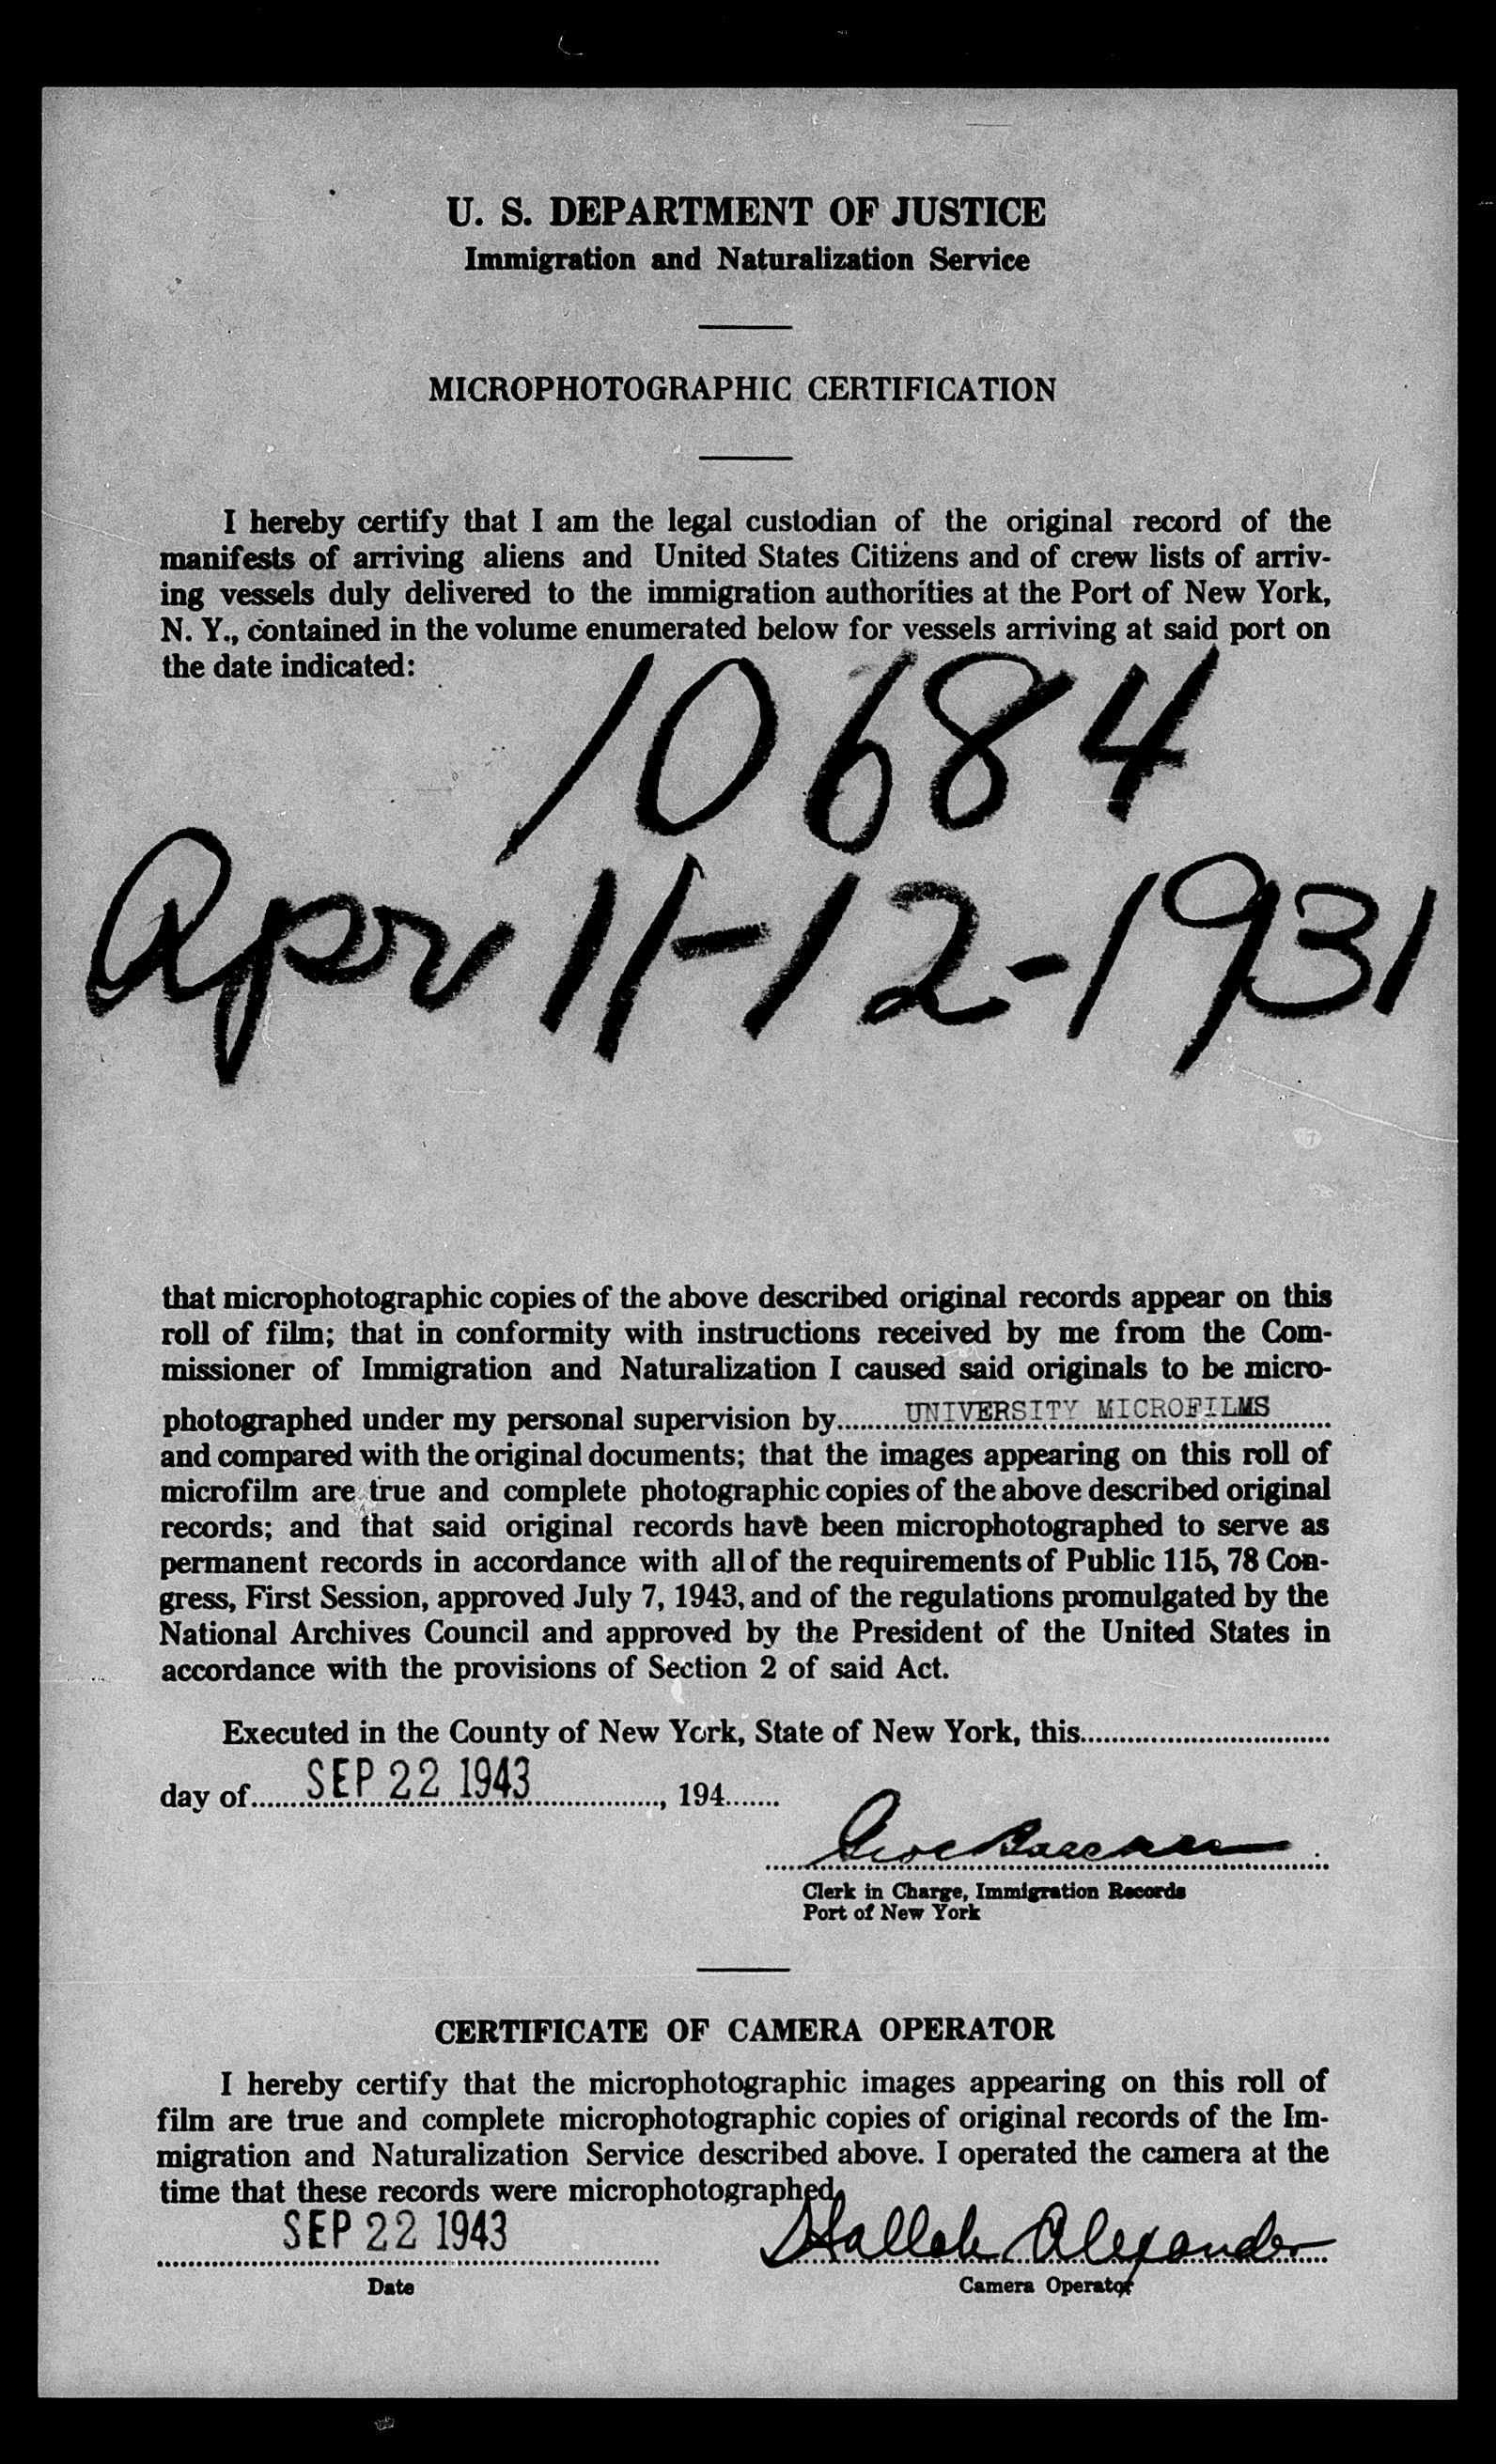 U. S. DEPARTMENT OF JUSTICE
Immigration and Naturalization Service
MICROPHOTOGRAPHIC CERTIFICATION
I hereby certify that I am the legal custodian of the original record of the
manifests of arriving aliens and United States Citizens and of crew lists of arriv-
ing vessels duly delivered to the immigration authorities at the Port of New York,
N. Y., contained in the volume enumerated below for vessels arriving at said port on
the date indicated:
10684
Apr 11-12-1931
that microphotographic copies of the above described original records appear on this
roll of film; that in conformity with instructions received by me from the Com-
missioner of Immigration and Naturalization I caused said originals to be micro-
photographed under my personal supervision by........UNIVERSITY MICROFILMS........
and compared with the original documents; that the images appearing on this roll of
microfilm are true and complete photographic copies of the above described original
records; and that said original records have been microphotographed to serve as
permanent records in accordance with all of the requirements of Public 115, 78 Con-
gress, First Session, approved July 7, 1943, and of the regulations promulgated by the
National Archives Council and approved by the President of the United States in
accordance with the provisions of Section 2 of said Act.
Executed in the County of New York, State of New York, this................................
day of.......SEP 22 1943..................., 194.......
Clerk in Charge, Immigration Records
Port of New York
CERTIFICATE OF CAMERA OPERATOR
I hereby certify that the microphotographic images appearing on this roll of
film are true and complete microphotographic copies of original records of the Im-
migration and Naturalization Service described above. I operated the camera at the
time that these records were microphotographed.
SEP 22 1943 Alexander
Date Camera Operator